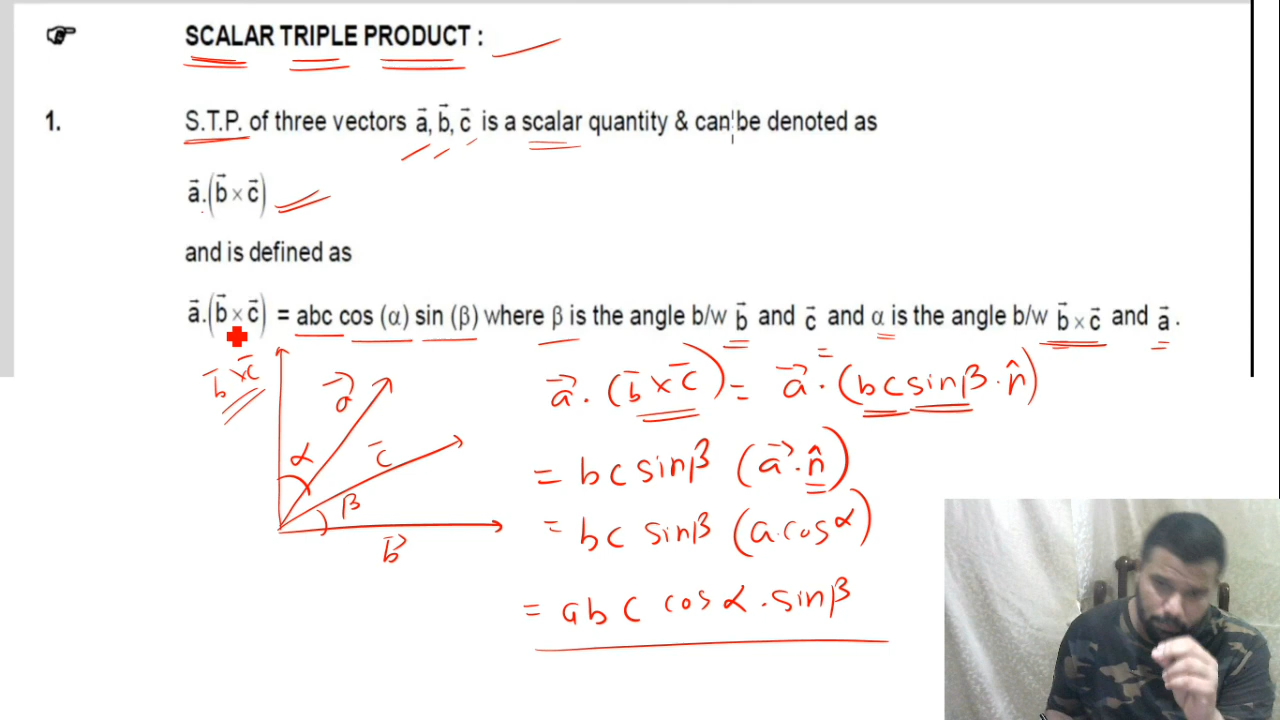 SCALAR TRIPLE PRODUCT :
1. S.T.P. of three vectors a⃗, b⃗, c⃗ is a scalar quantity & can be denoted as
a⃗.(b⃗ × c⃗)
and is defined as
a⃗.(b⃗ × c⃗) = abc cos (α) sin (β) where β is the angle b/w b⃗ and c⃗ and α is the angle b/w b⃗ × c⃗ and a⃗ .
b̄ × c̄
a⃗
α
c̄
β
b⃗
a⃗ · (b̄ × c̄) = a⃗ · (bc sinβ · n̂)
= bc sinβ (a⃗ · n̂)
= bc sinβ (a·cosα)
= abc cosα · sinβ